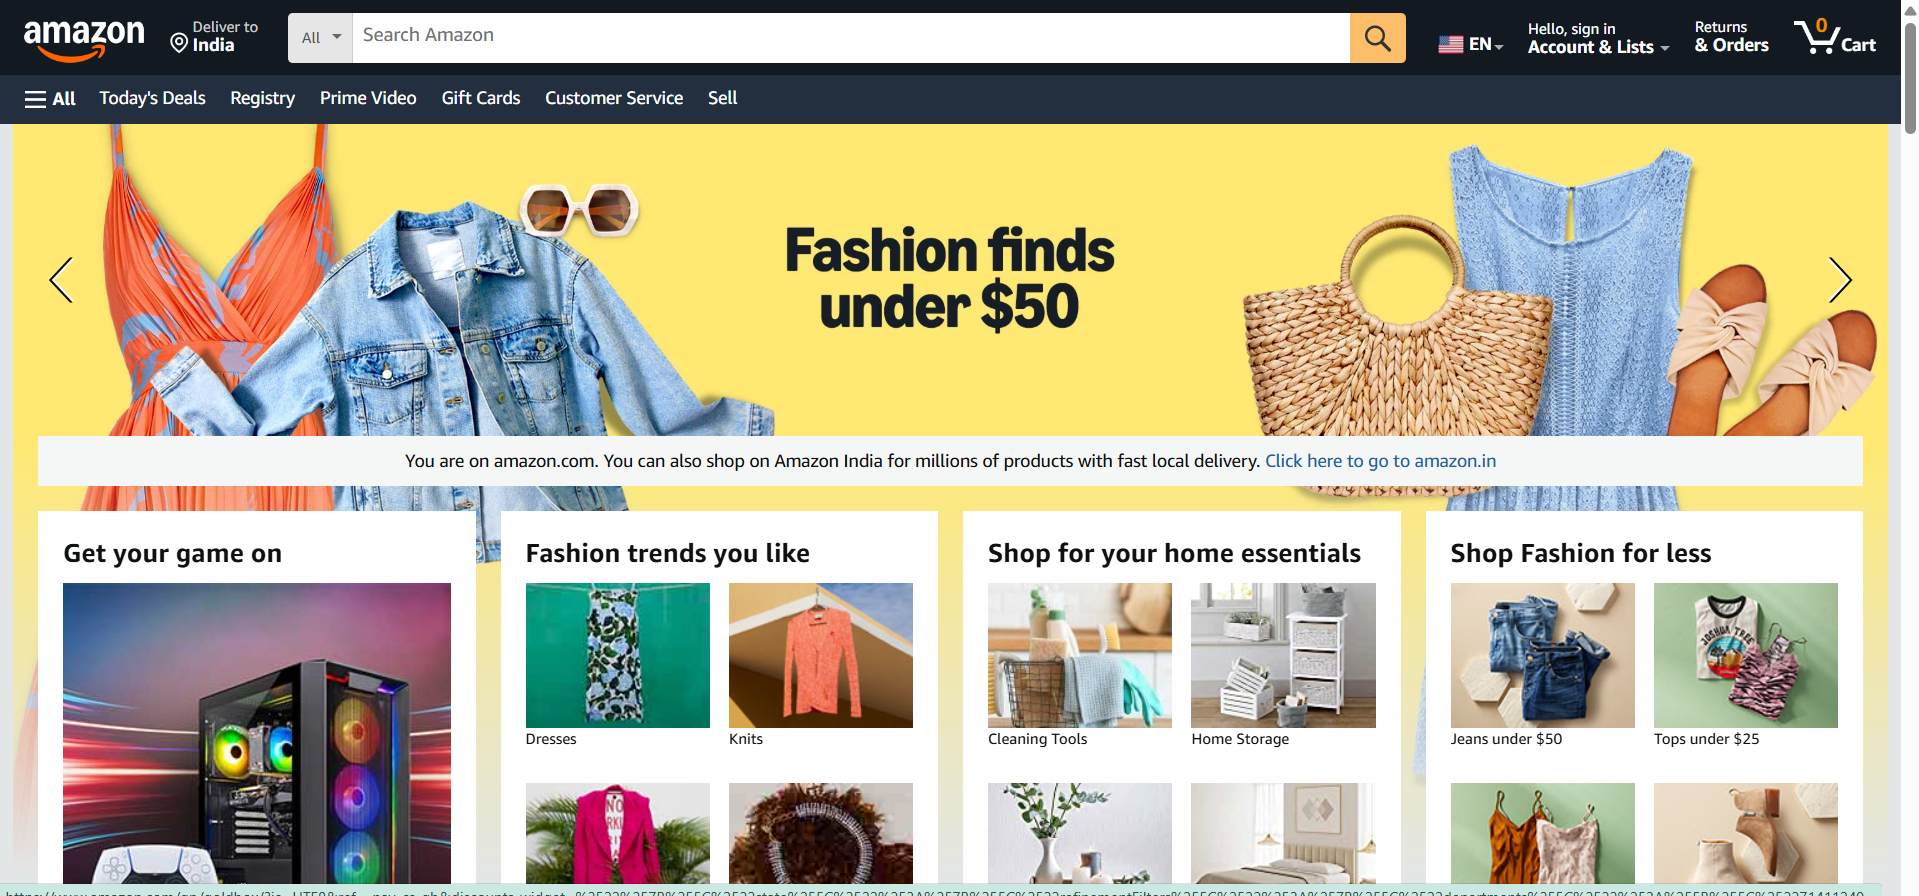 amazon
Deliver to
India
All
Search Amazon
EN
Hello, sign in
Account & Lists
Returns
& Orders
0
Cart
All
Today's Deals
Registry
Prime Video
Gift Cards
Customer Service
Sell
Fashion finds
under $50
You are on amazon.com. You can also shop on Amazon India for millions of products with fast local delivery. Click here to go to amazon.in
Get your game on
Fashion trends you like
Shop for your home essentials
Shop Fashion for less
JOSHUA TREE
Dresses
Knits
Cleaning Tools
Home Storage
Jeans under $50
Tops under $25